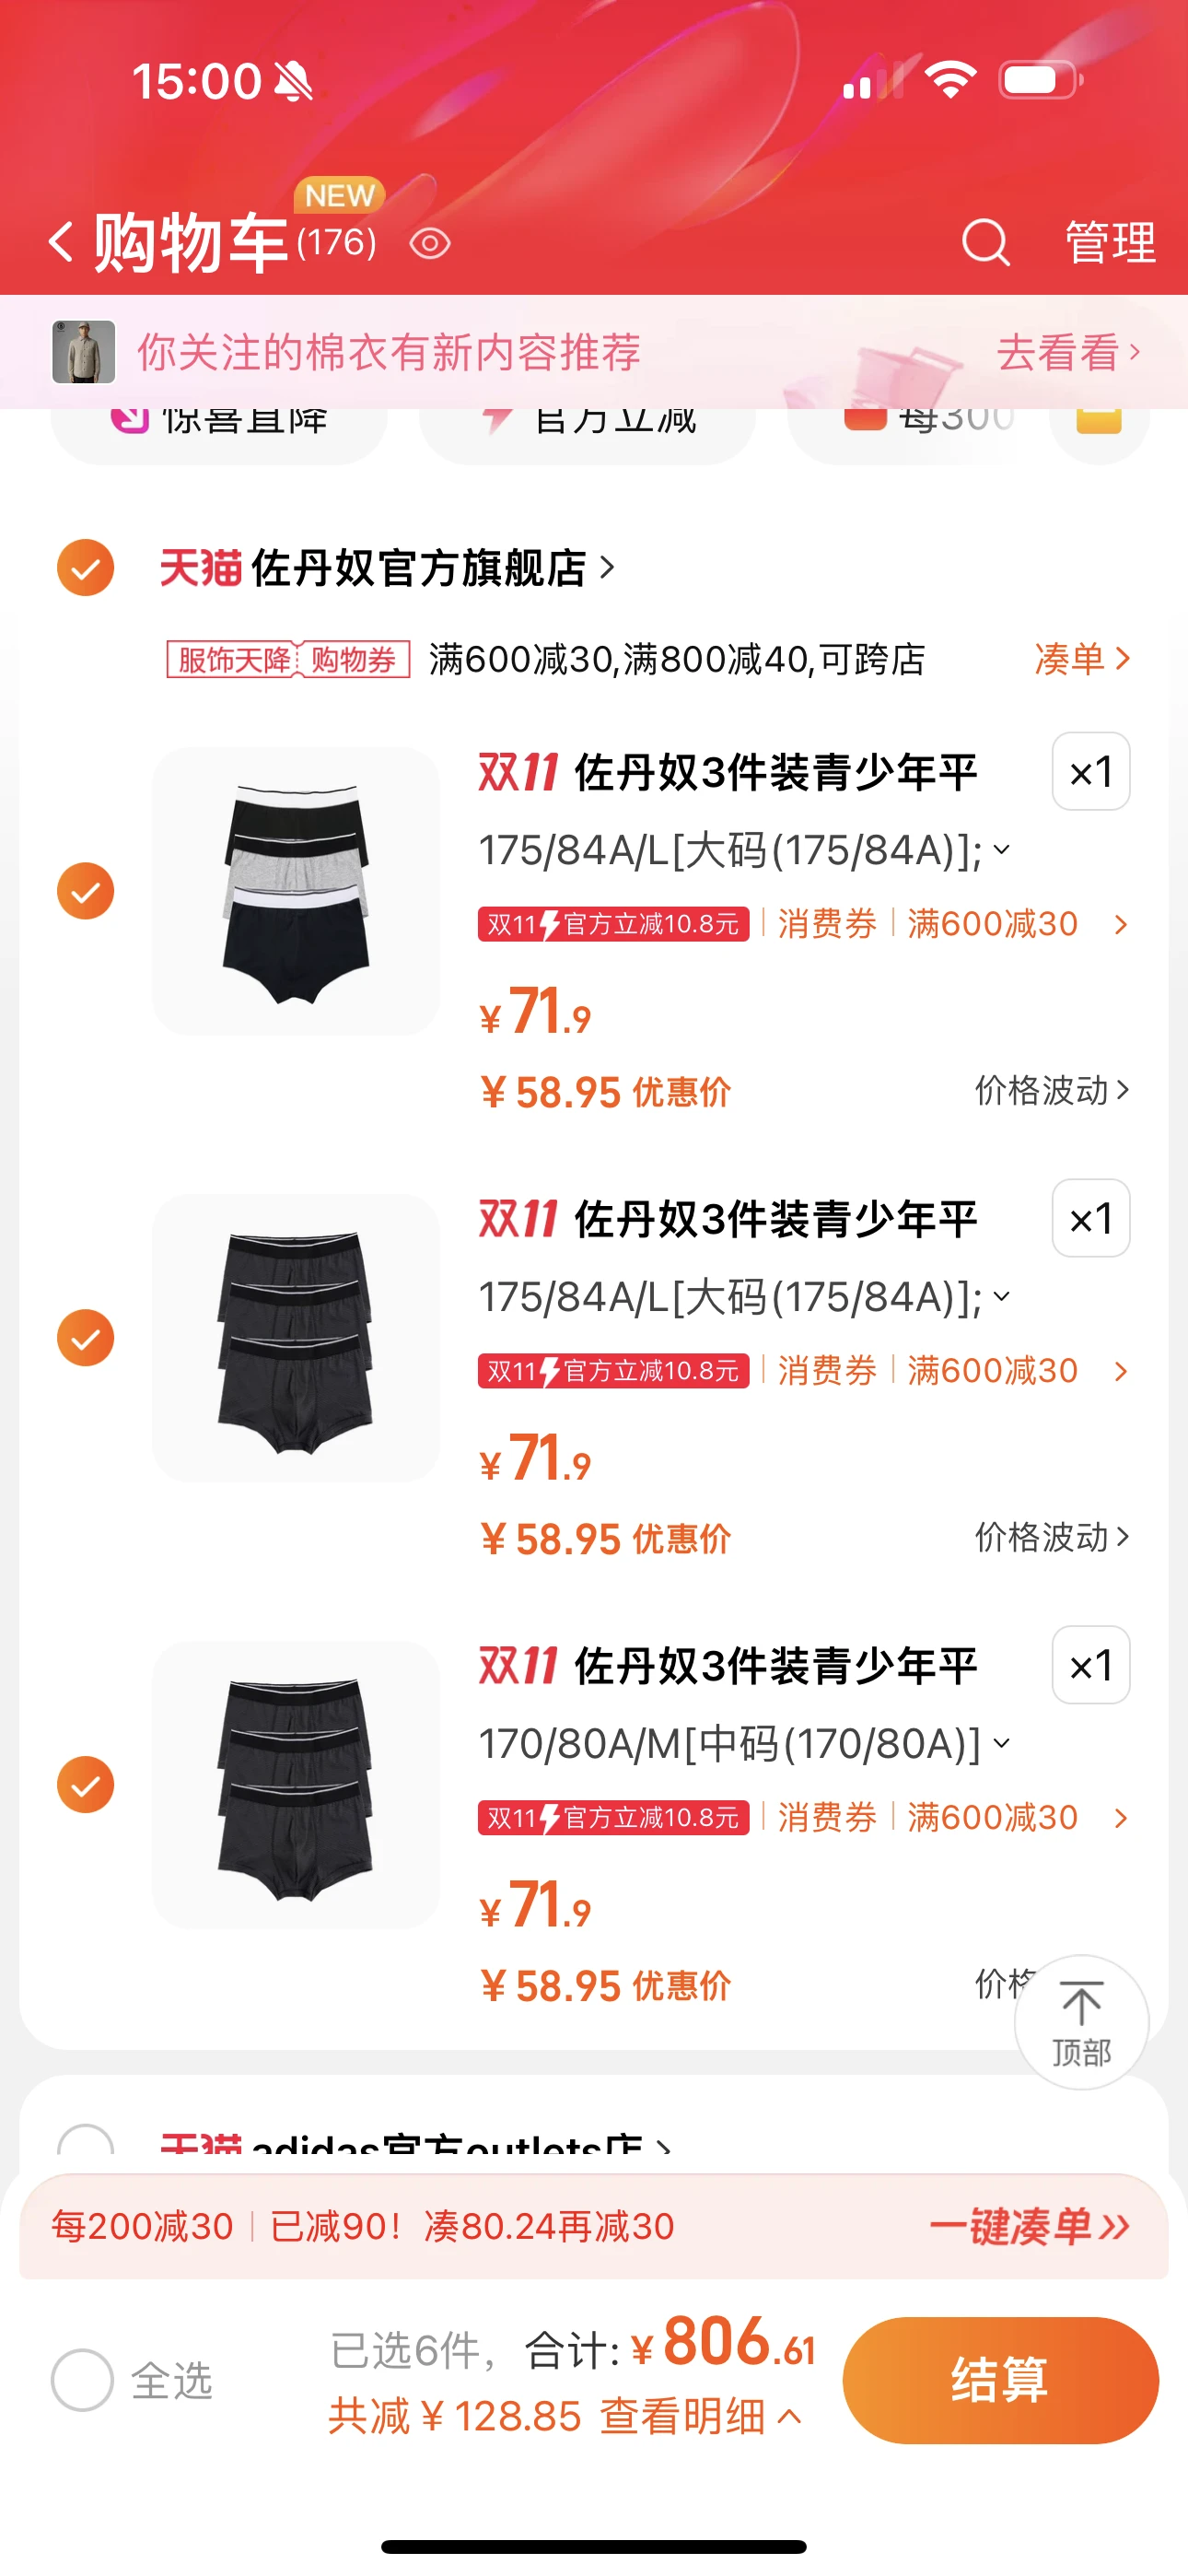 15:00
NEW
购物车(176)
管理
你关注的棉衣有新内容推荐
去看看
惊喜直降
官方立减
每300
天猫 佐丹奴官方旗舰店
服饰天降 购物券 满600减30,满800减40,可跨店 凑单
双11 佐丹奴3件装青少年平 ×1
175/84A/L[大码(175/84A)];
双11 官方立减10.8元 消费券 满600减30
¥71.9
¥58.95 优惠价 价格波动
双11 佐丹奴3件装青少年平 ×1
175/84A/L[大码(175/84A)];
双11 官方立减10.8元 消费券 满600减30
¥71.9
¥58.95 优惠价 价格波动
双11 佐丹奴3件装青少年平 ×1
170/80A/M[中码(170/80A)]
双11 官方立减10.8元 消费券 满600减30
¥71.9
¥58.95 优惠价 价格
顶部
天猫 adidas官方outlets店
每200减30 已减90！凑80.24再减30 一键凑单
全选
已选6件，合计:¥806.61
共减¥128.85 查看明细
结算